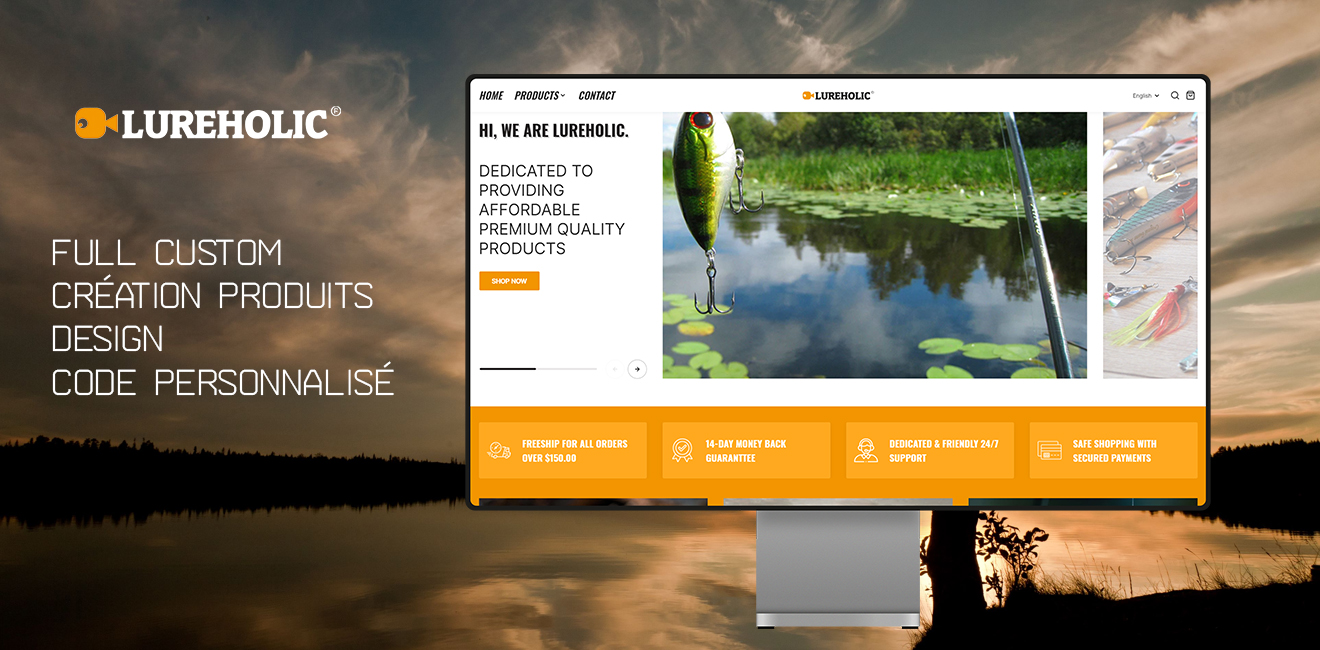 LUREHOLIC®
FULL CUSTOM
CRÉATION PRODUITS
DESIGN
CODE PERSONNALISÉ
HOME PRODUCTS CONTACT
LUREHOLIC®
English
HI, WE ARE LUREHOLIC.
DEDICATED TO
PROVIDING
AFFORDABLE
PREMIUM QUALITY
PRODUCTS
SHOP NOW
FREESHIP FOR ALL ORDERS
OVER $150.00
14-DAY MONEY BACK
GUARANTTEE
DEDICATED & FRIENDLY 24/7
SUPPORT
SAFE SHOPPING WITH
SECURED PAYMENTS